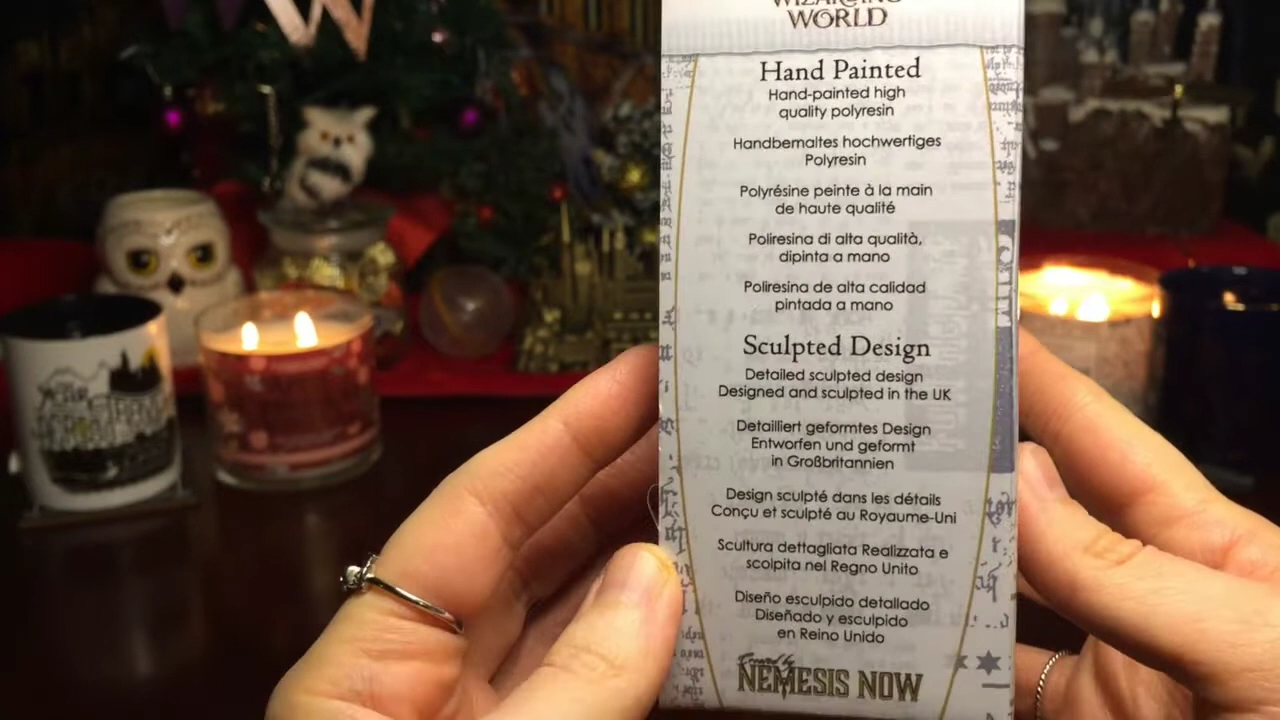 W
WIZARDING
WORLD
Hand Painted
Hand-painted high
quality polyresin
Handbemaltes hochwertiges
Polyresin
Polyrésine peinte à la main
de haute qualité
Poliresina di alta qualità,
dipinta a mano
Poliresina de alta calidad
pintada a mano
Sculpted Design
Detailed sculpted design
Designed and sculpted in the UK
Detailliert geformtes Design
Entworfen und geformt
in Großbritannien
Design sculpté dans les détails
Conçu et sculpté au Royaume-Uni
Scultura dettagliata Realizzata e
scolpita nel Regno Unito
Diseño esculpido detallado
Diseñado y esculpido
en Reino Unido
NEMESIS NOW